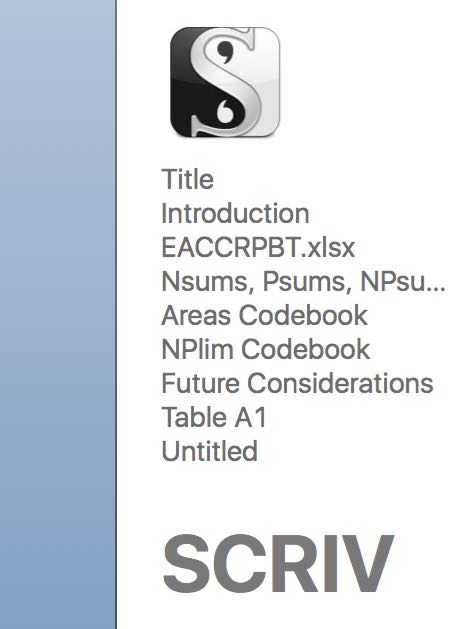 Title
Introduction
EACCRPBT.xlsx
Nsums, Psums, NPsu...
Areas Codebook
NPlim Codebook
Future Considerations
Table A1
Untitled
SCRIV